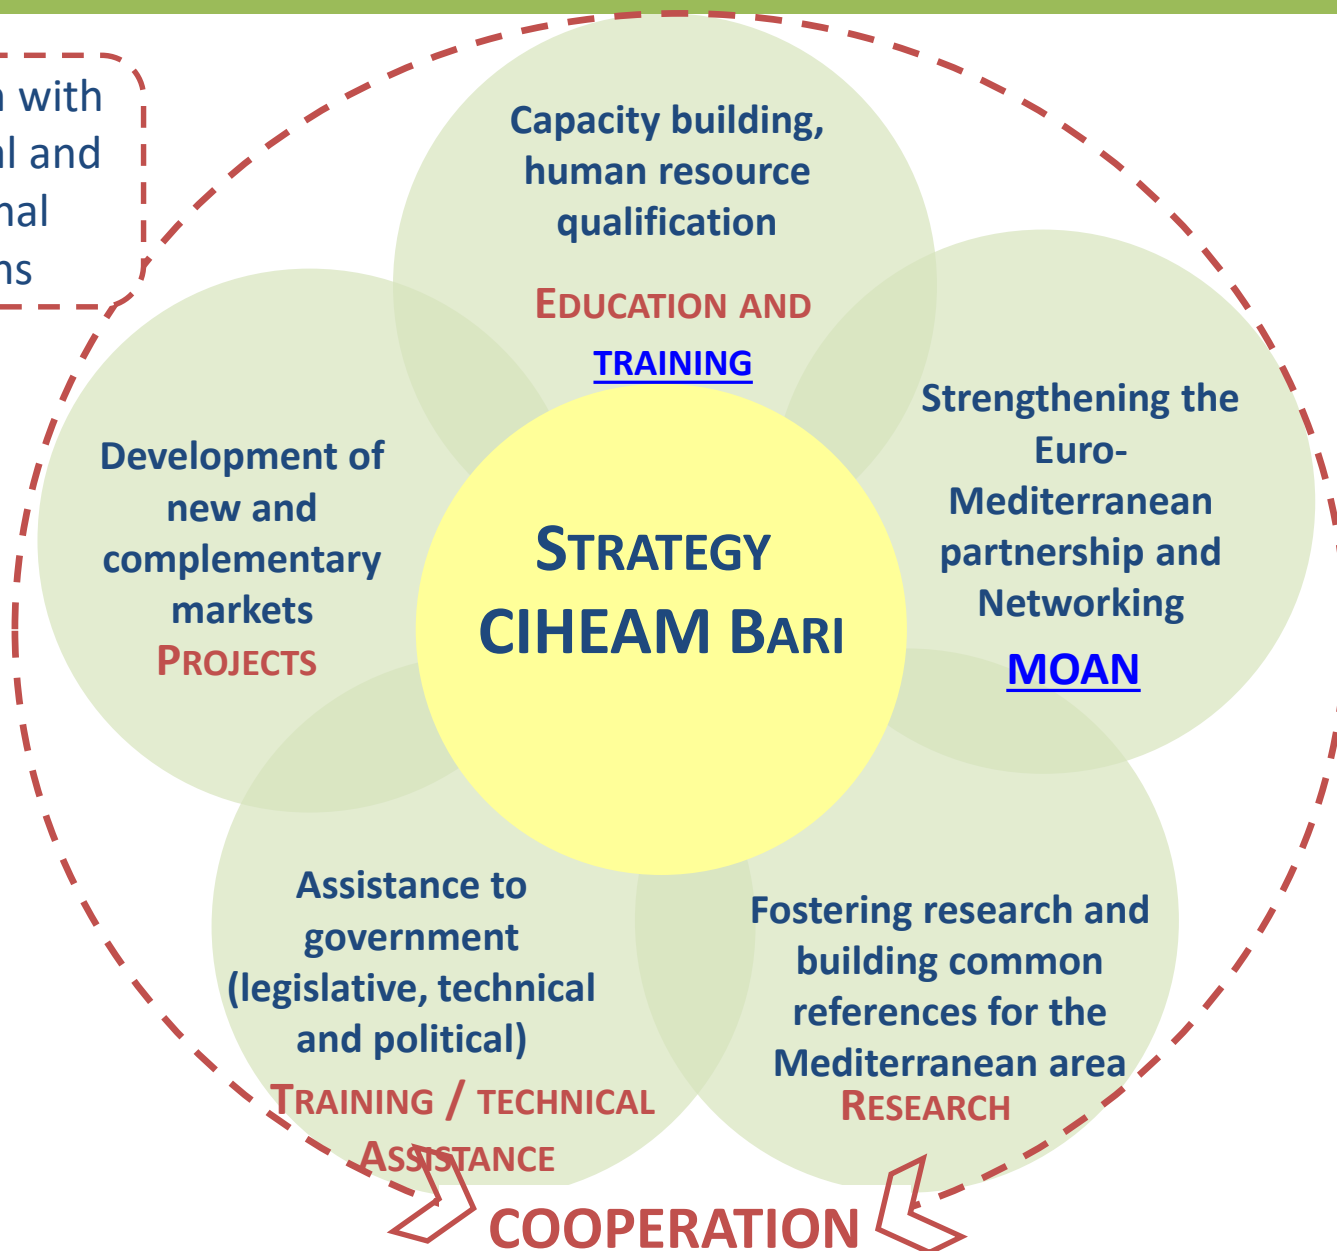 with
and
Capacity building,
human resource
qualification
EDUCATION AND
TRAINING
Strengthening the
Euro-
Mediterranean
partnership and
Networking
MOAN
Development of
new and
complementary
markets
PROJECTS
STRATEGY
CIHEAM BARI
Assistance to
government
(legislative, technical
and political)
TRAINING / TECHNICAL
ASSISTANCE
Fostering research and
building common
references for the
Mediterranean area
RESEARCH
COOPERATION